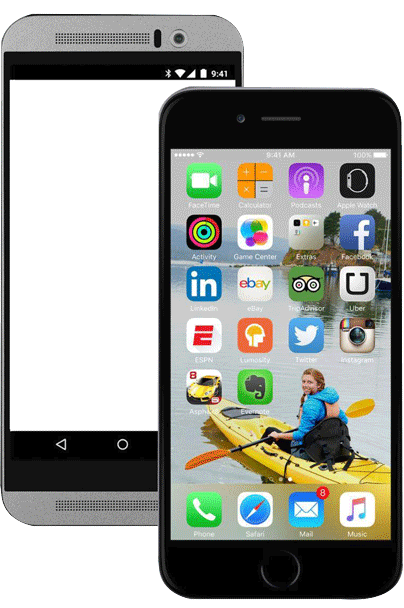 9:41
9:41 AM 100%
FaceTime Calculator Podcasts Apple Watch
Activity Game Center Extras Facebook
in ebay
LinkedIn eBay TripAdvisor Uber
ESPN Lumosity Twitter Instagram
8
Asphalt 8 Evernote
8
Phone Safari Mail Music